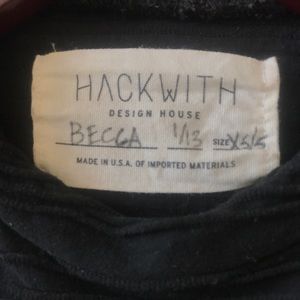 HACKWITH
DESIGN HOUSE
BECCA 1/13 SIZE XS/S
MADE IN U.S.A. OF IMPORTED MATERIALS